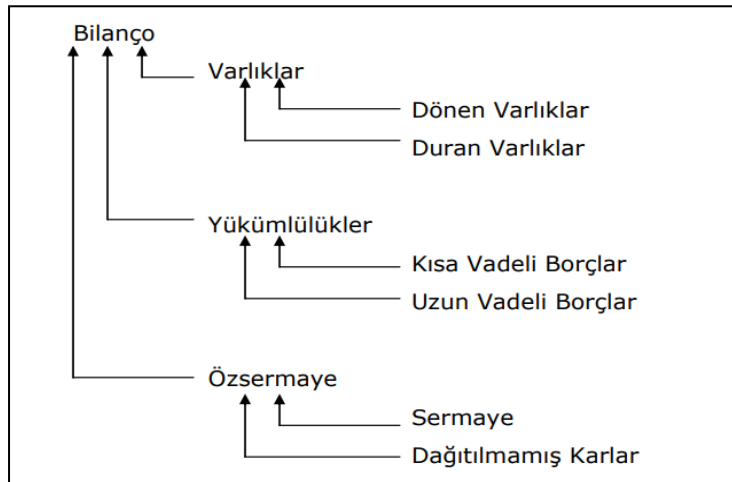 Bilanço
Varlıklar
Dönen Varlıklar
Duran Varlıklar
Yükümlülükler
Kısa Vadeli Borçlar
Uzun Vadeli Borçlar
Özsermaye
Sermaye
Dağıtılmamış Karlar